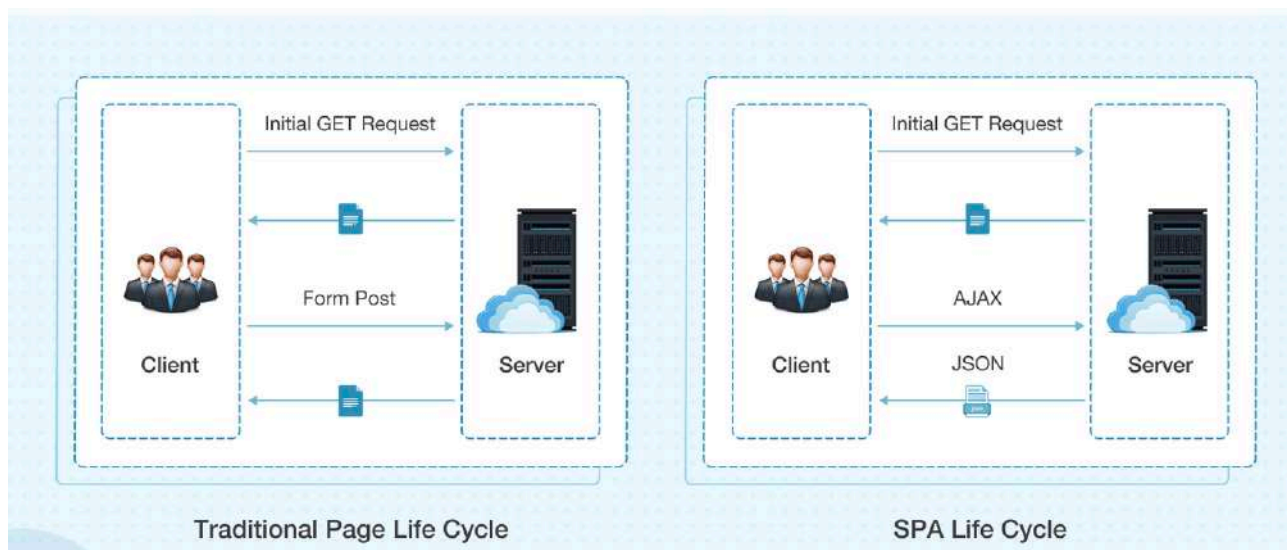 Initial GET Request
Form Post
Client
Server
Traditional Page Life Cycle
Initial GET Request
AJAX
JSON
Client
Server
SPA Life Cycle